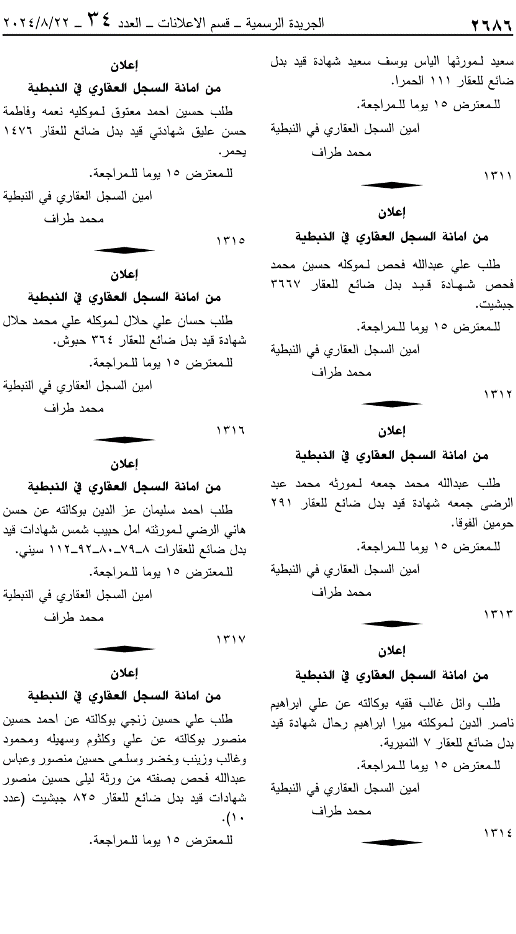 ٢٦٨٦
الجريدة الرسمية ـ قسم الاعلانات ـ العدد ٣٤ ـ ٢٠٢٤/٨/٢٢
سعيد لمورثها الياس يوسف سعيد شهادة قيد بدل
ضائع للعقار ١١١ الحمرا.
للمعترض ١٥ يوما للمراجعة.
امين السجل العقاري في النبطية
محمد طراف
١٣١١
إعلان
من امانة السجل العقاري في النبطية
طلب علي عبدالله فحص لموكله حسين محمد
فحص شهادة قيد بدل ضائع للعقار ٣٦٦٧
جبشيت.
للمعترض ١٥ يوما للمراجعة.
امين السجل العقاري في النبطية
محمد طراف
١٣١٢
إعلان
من امانة السجل العقاري في النبطية
طلب عبدالله محمد جمعه لمورثه محمد عبد
الرضى جمعه شهادة قيد بدل ضائع للعقار ٢٩١
حومين الفوقا.
للمعترض ١٥ يوما للمراجعة.
امين السجل العقاري في النبطية
محمد طراف
١٣١٣
إعلان
من امانة السجل العقاري في النبطية
طلب وائل غالب فقيه بوكالته عن علي ابراهيم
ناصر الدين لموكلته ميرا ابراهيم رحال شهادة قيد
بدل ضائع للعقار ٧ النميرية.
للمعترض ١٥ يوما للمراجعة.
امين السجل العقاري في النبطية
محمد طراف
١٣١٤
إعلان
من امانة السجل العقاري في النبطية
طلب حسين احمد معتوق لموكليه نعمه وفاطمة
حسن عليق شهادتي قيد بدل ضائع للعقار ١٤٧٦
يحمر.
للمعترض ١٥ يوما للمراجعة.
امين السجل العقاري في النبطية
محمد طراف
١٣١٥
إعلان
من امانة السجل العقاري في النبطية
طلب حسان علي حلال لموكله علي محمد حلال
شهادة قيد بدل ضائع للعقار ٣٦٤ حبوش.
للمعترض ١٥ يوما للمراجعة.
امين السجل العقاري في النبطية
محمد طراف
١٣١٦
إعلان
من امانة السجل العقاري في النبطية
طلب احمد سليمان عز الدين بوكالته عن حسن
هاني الرضي لمورثته امل حبيب شمس شهادات قيد
بدل ضائع للعقارات ٨ـ٧٩ـ٨٠ـ٩٢ـ١١٢ سيني.
للمعترض ١٥ يوما للمراجعة.
امين السجل العقاري في النبطية
محمد طراف
١٣١٧
إعلان
من امانة السجل العقاري في النبطية
طلب علي حسين زنجي بوكالته عن احمد حسين
منصور بوكالته عن علي وكلثوم وسهيله ومحمود
وغالب وزينب وخضر وسلمى حسين منصور وعباس
عبدالله فحص بصفته من ورثة ليلى حسين منصور
شهادات قيد بدل ضائع للعقار ٨٢٥ جبشيت (عدد
١٠).
للمعترض ١٥ يوما للمراجعة.